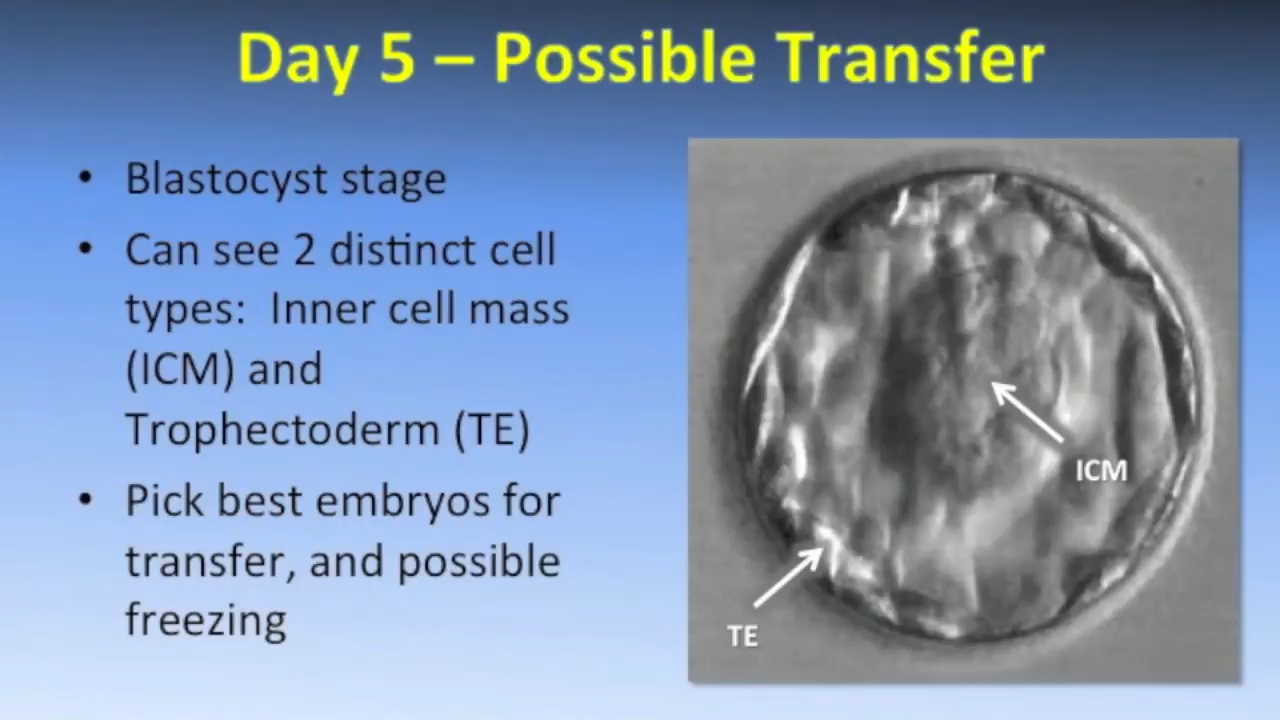 Day 5 – Possible Transfer
• Blastocyst stage
• Can see 2 distinct cell
types:  Inner cell mass
(ICM) and
Trophectoderm (TE)
• Pick best embryos for
transfer, and possible
freezing
ICM
TE